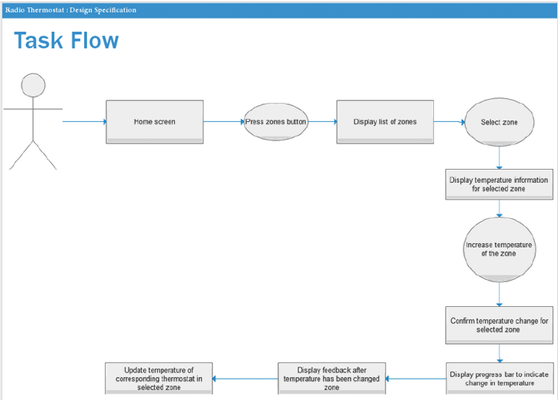 Radio Thermostat : Design Specification
Task Flow
Home screen
Press zones button
Display list of zones
Select zone
Display temperature information
for selected zone
Increase temperature
of the zone
Confirm temperature change for
selected zone
Display progress bar to indicate
change in temperature
Display feedback after
temperature has been changed
zone
Update temperature of
corresponding thermostat in
selected zone